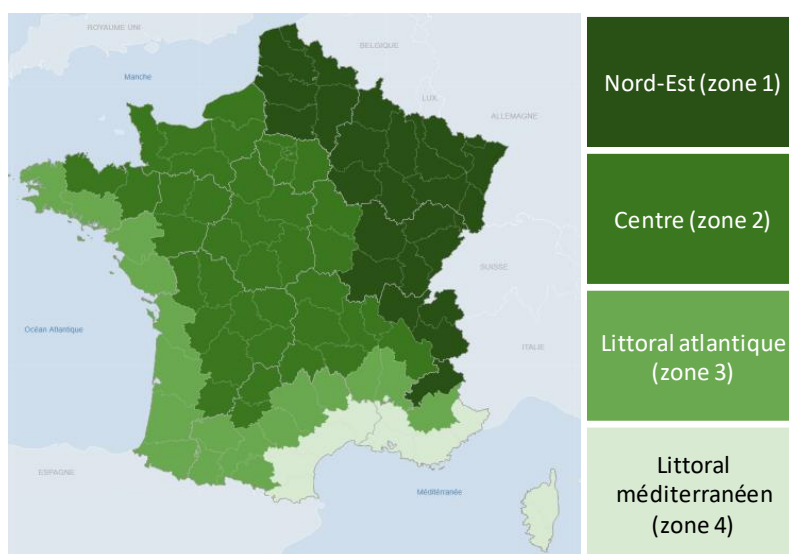 ROYAUME UNI
BELGIQUE
Manche
LUX.
ALLEMAGNE
SUISSE
Océan Atlantique
ITALIE
ESPAGNE
Méditerranée
Nord-Est (zone 1)
Centre (zone 2)
Littoral atlantique
(zone 3)
Littoral
méditerranéen
(zone 4)